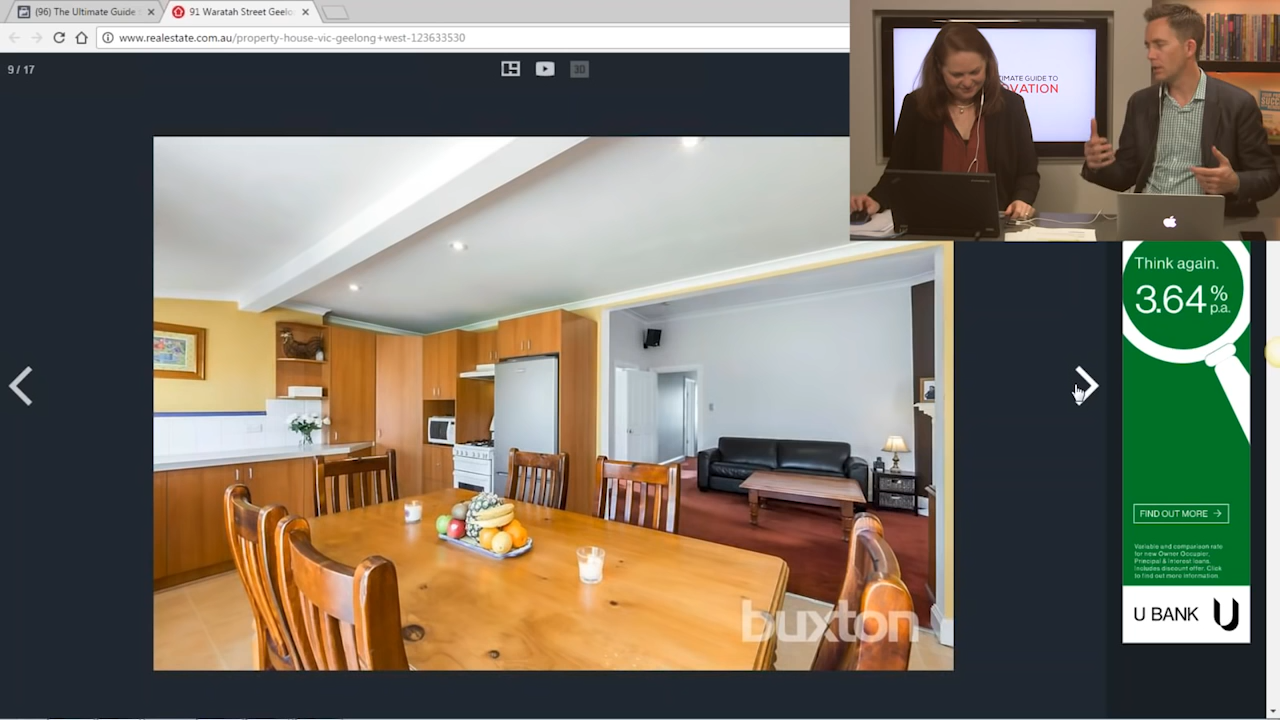 (96) The Ultimate Guide
91 Waratah Street Geelo
www.realestate.com.au/property-house-vic-geelong+west-123633530
9 / 17
3D
TIMATE GUIDE TO
OVATION
Think again.
3.64%
p.a.
FIND OUT MORE →
Variable and comparison rate
for new Owner Occupier,
Principal & Interest loans.
Includes discount offer. Click
to find out more information.
U BANK
buxton